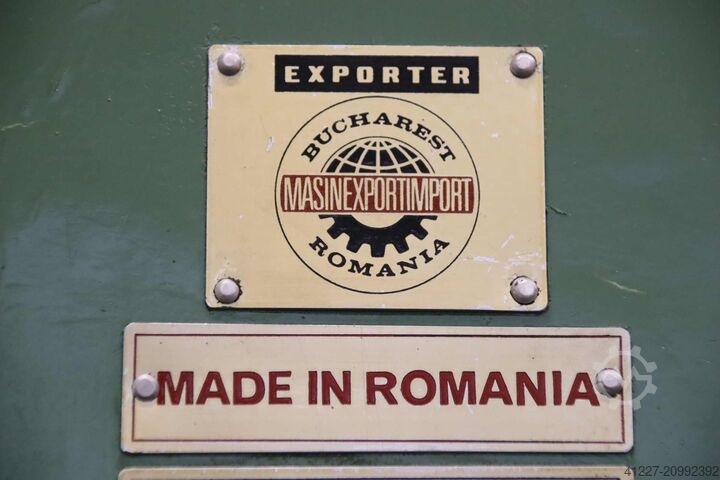 EXPORTER
BUCHAREST
MASINEXPORTIMPORT
ROMANIA
MADE IN ROMANIA
41227-20992392